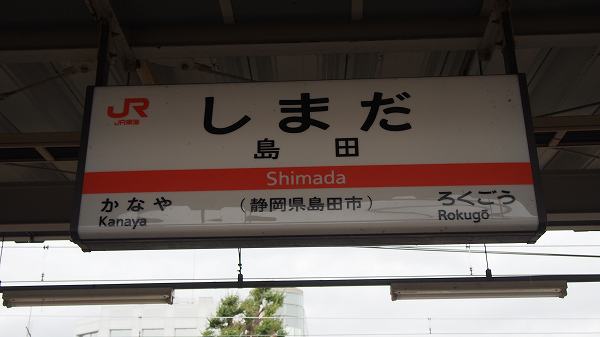 JR
JR東海
しまだ
島田
Shimada
かなや
Kanaya
（静岡県島田市）
ろくごう
Rokugō